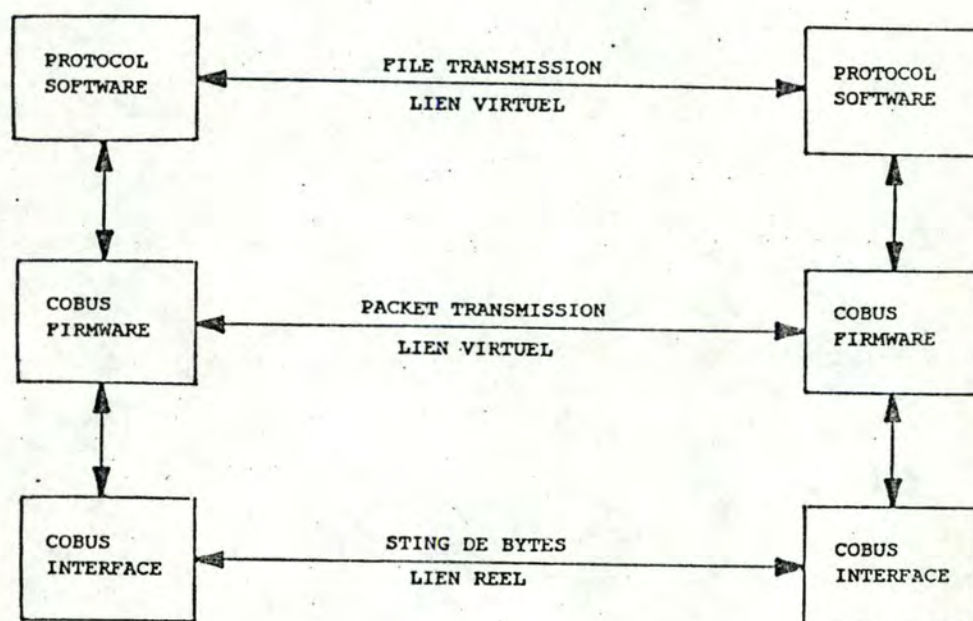 PROTOCOL
SOFTWARE
FILE TRANSMISSION
LIEN VIRTUEL
PROTOCOL
SOFTWARE
COBUS
FIRMWARE
PACKET TRANSMISSION
LIEN VIRTUEL
COBUS
FIRMWARE
COBUS
INTERFACE
STING DE BYTES
LIEN REEL
COBUS
INTERFACE